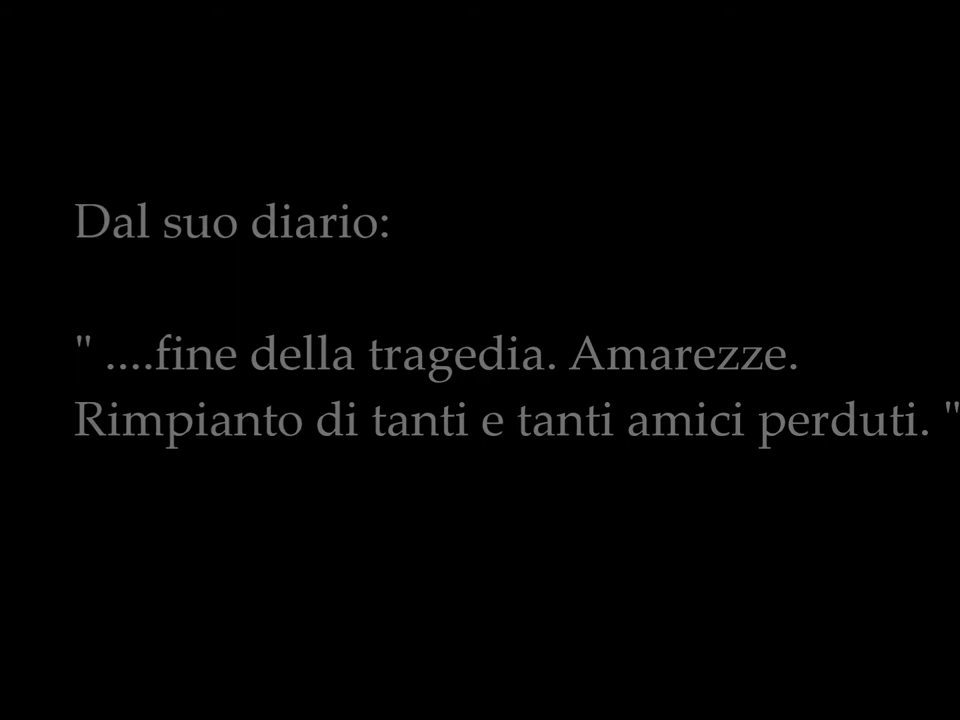 Dal suo diario:
" ....fine della tragedia. Amarezze.
Rimpianto di tanti e tanti amici perduti. "